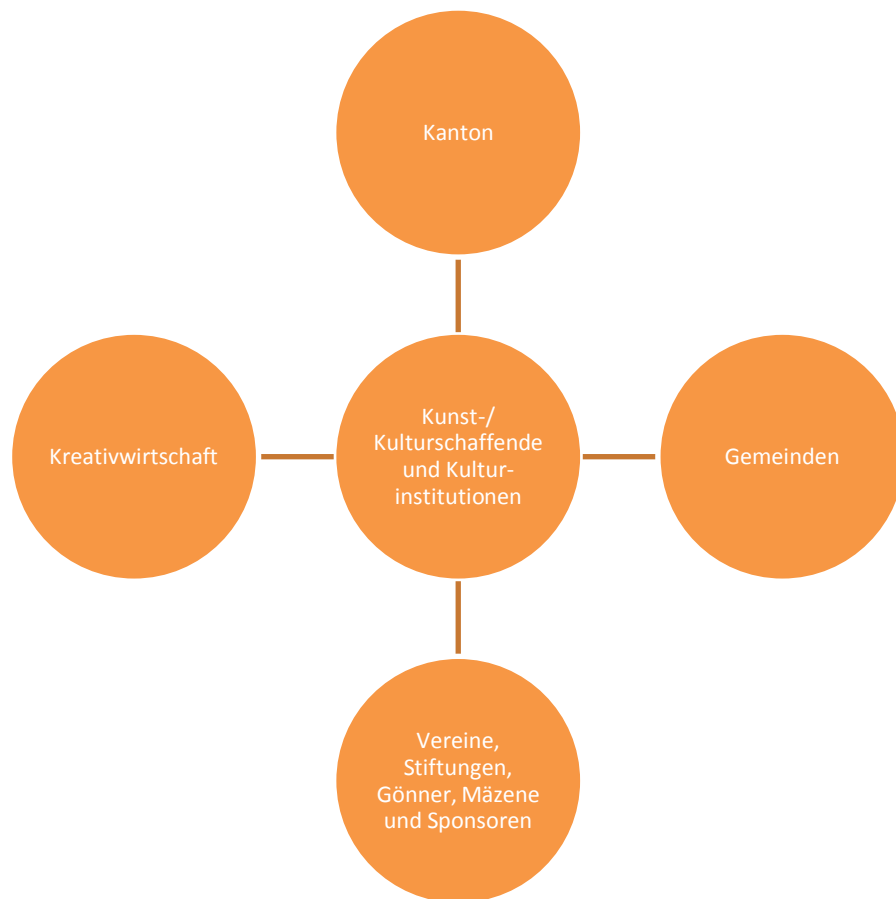 Kanton
Kreativwirtschaft
Kunst-/
Kulturschaffende
und Kultur-
institutionen
Gemeinden
Vereine,
Stiftungen,
Gönner, Mäzene
und Sponsoren